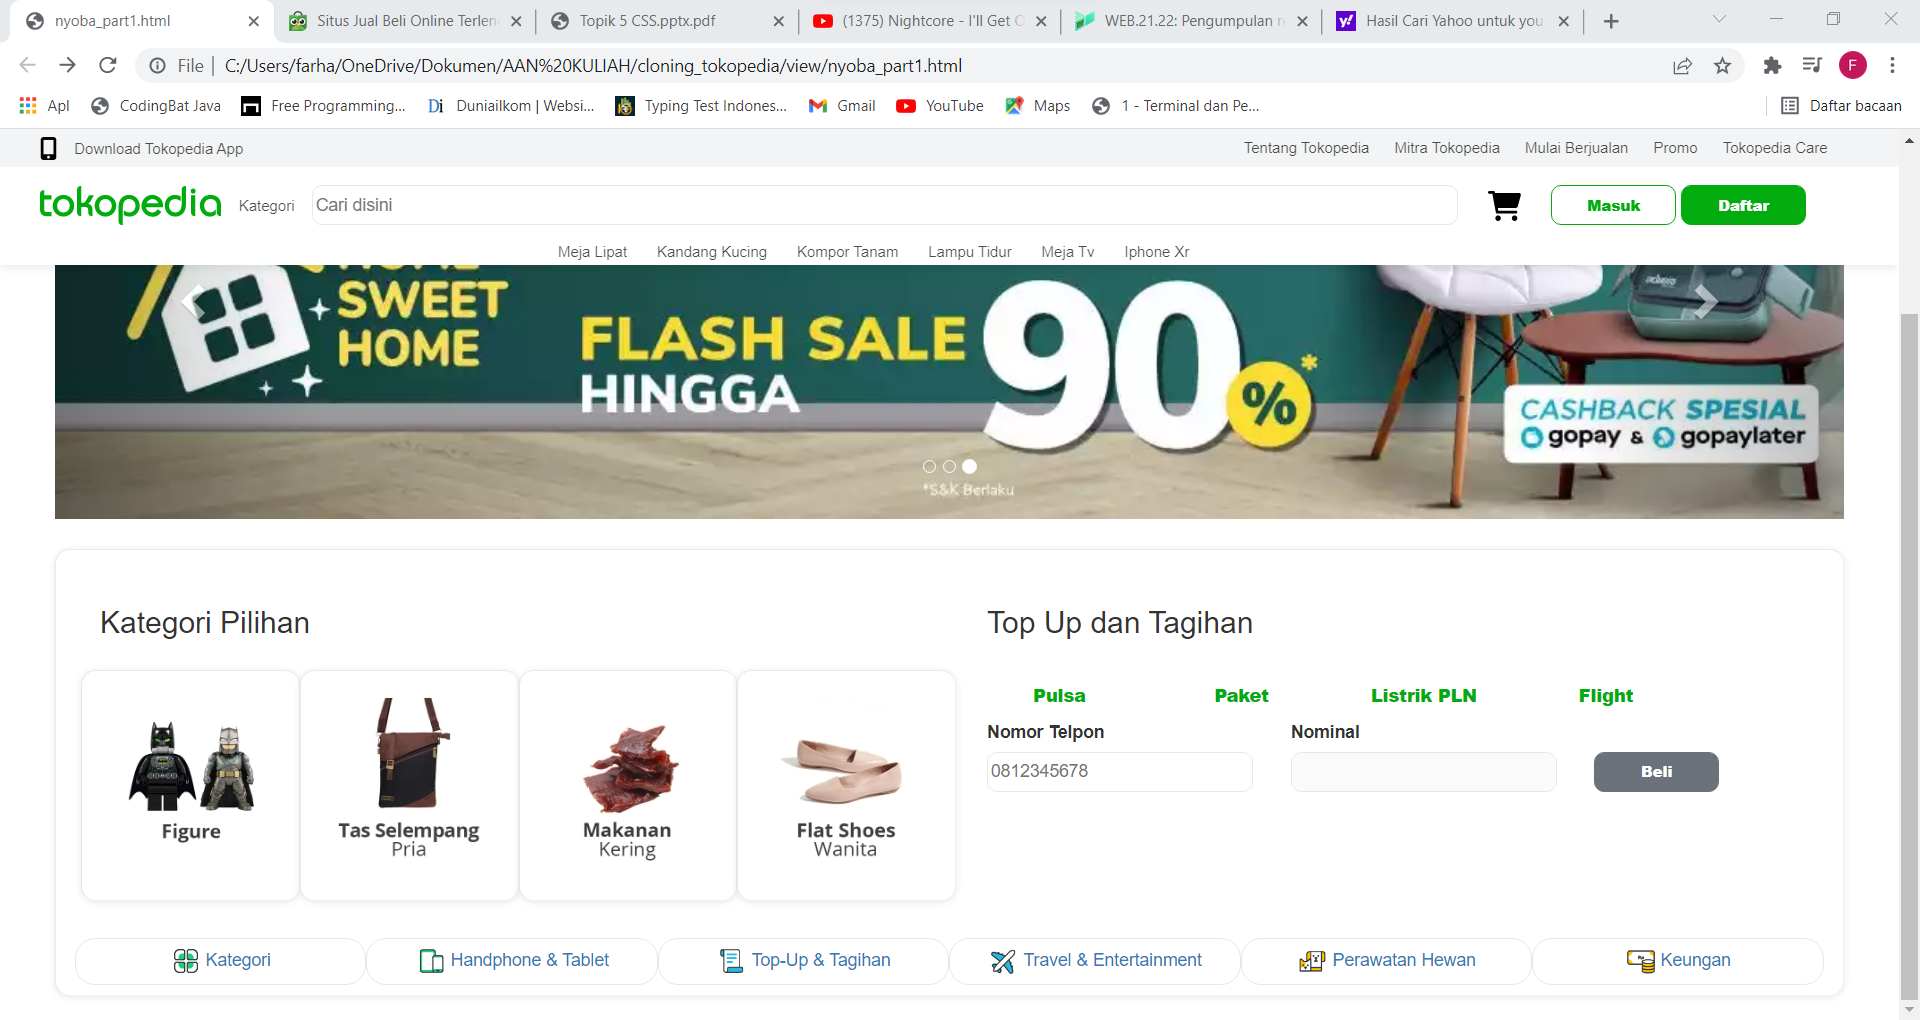 nyoba_part1.html
Situs Jual Beli Online Terlen
Topik 5 CSS.pptx.pdf
(1375) Nightcore - I'll Get O
WEB.21.22: Pengumpulan re
Hasil Cari Yahoo untuk you
File
C:/Users/farha/OneDrive/Dokumen/AAN%20KULIAH/cloning_tokopedia/view/nyoba_part1.html
F
Apl
CodingBat Java
Free Programming...
Duniailkom | Websi...
Typing Test Indones...
Gmail
YouTube
Maps
1 - Terminal dan Pe...
Daftar bacaan
Download Tokopedia App
Tentang Tokopedia
Mitra Tokopedia
Mulai Berjualan
Promo
Tokopedia Care
tokopedia
Kategori
Cari disini
Masuk
Daftar
Meja Lipat
Kandang Kucing
Kompor Tanam
Lampu Tidur
Meja Tv
Iphone Xr
HOME
SWEET
HOME
FLASH SALE
HINGGA
90
%*
CASHBACK SPESIAL
gopay & gopaylater
*S&K Berlaku
Kategori Pilihan
Figure
Tas Selempang
Pria
Makanan
Kering
Flat Shoes
Wanita
Top Up dan Tagihan
Pulsa
Paket
Listrik PLN
Flight
Nomor Telpon
Nominal
0812345678
Beli
Kategori
Handphone & Tablet
Top-Up & Tagihan
Travel & Entertainment
Perawatan Hewan
Keungan